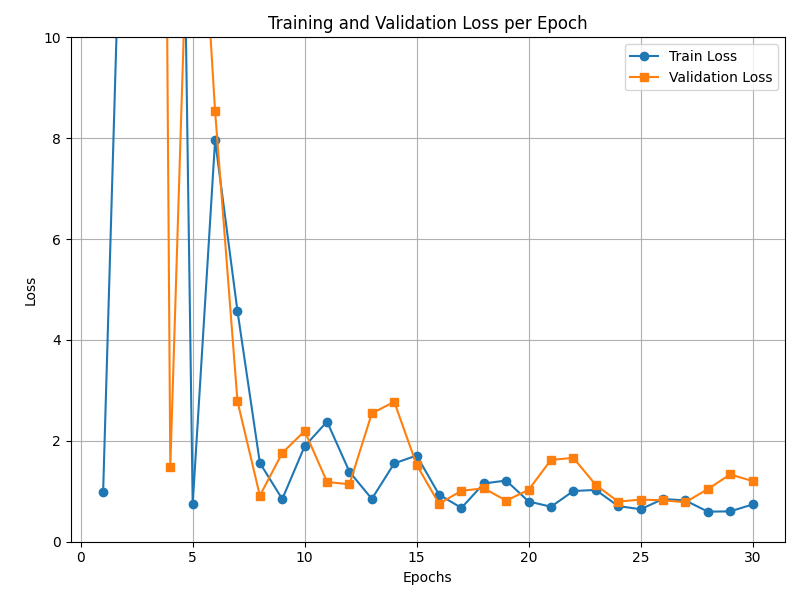 Training and Validation Loss per Epoch
Train Loss
Validation Loss
Loss
10
8
6
4
2
0
0 5 10 15 20 25 30
Epochs